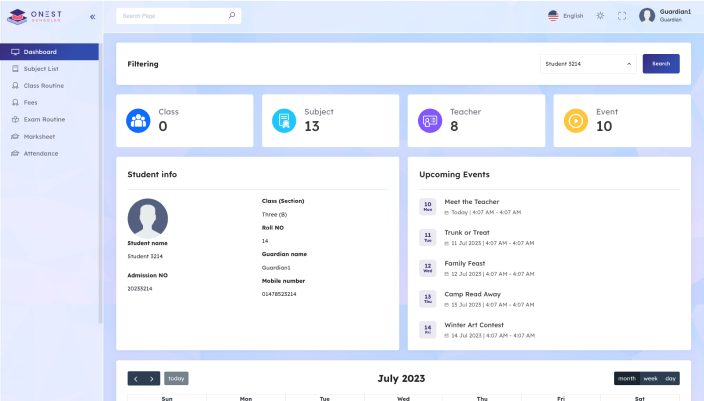 ONEST
SCHOOLED
«
Search Page
English
Guardian1
Guardian
Dashboard
Subject List
Class Routine
Fees
Exam Routine
Marksheet
Attendance
Filtering
Student 3214
Search
Class
0
Subject
13
Teacher
8
Event
10
Student info
Student name
Student 3214
Admission NO
20233214
Class (Section)
Three (B)
Roll NO
14
Guardian name
Guardian1
Mobile number
01478523214
Upcoming Events
10
Mon
Meet the Teacher
Today | 4:07 AM - 4:07 AM
11
Tue
Trunk or Treat
11 Jul 2023 | 4:07 AM - 4:07 AM
12
Wed
Family Feast
12 Jul 2023 | 4:07 AM - 4:07 AM
13
Thu
Camp Read Away
13 Jul 2023 | 4:07 AM - 4:07 AM
14
Fri
Winter Art Contest
14 Jul 2023 | 4:07 AM - 4:07 AM
today
July 2023
month week day
Sun Mon Tue Wed Thu Fri Sat